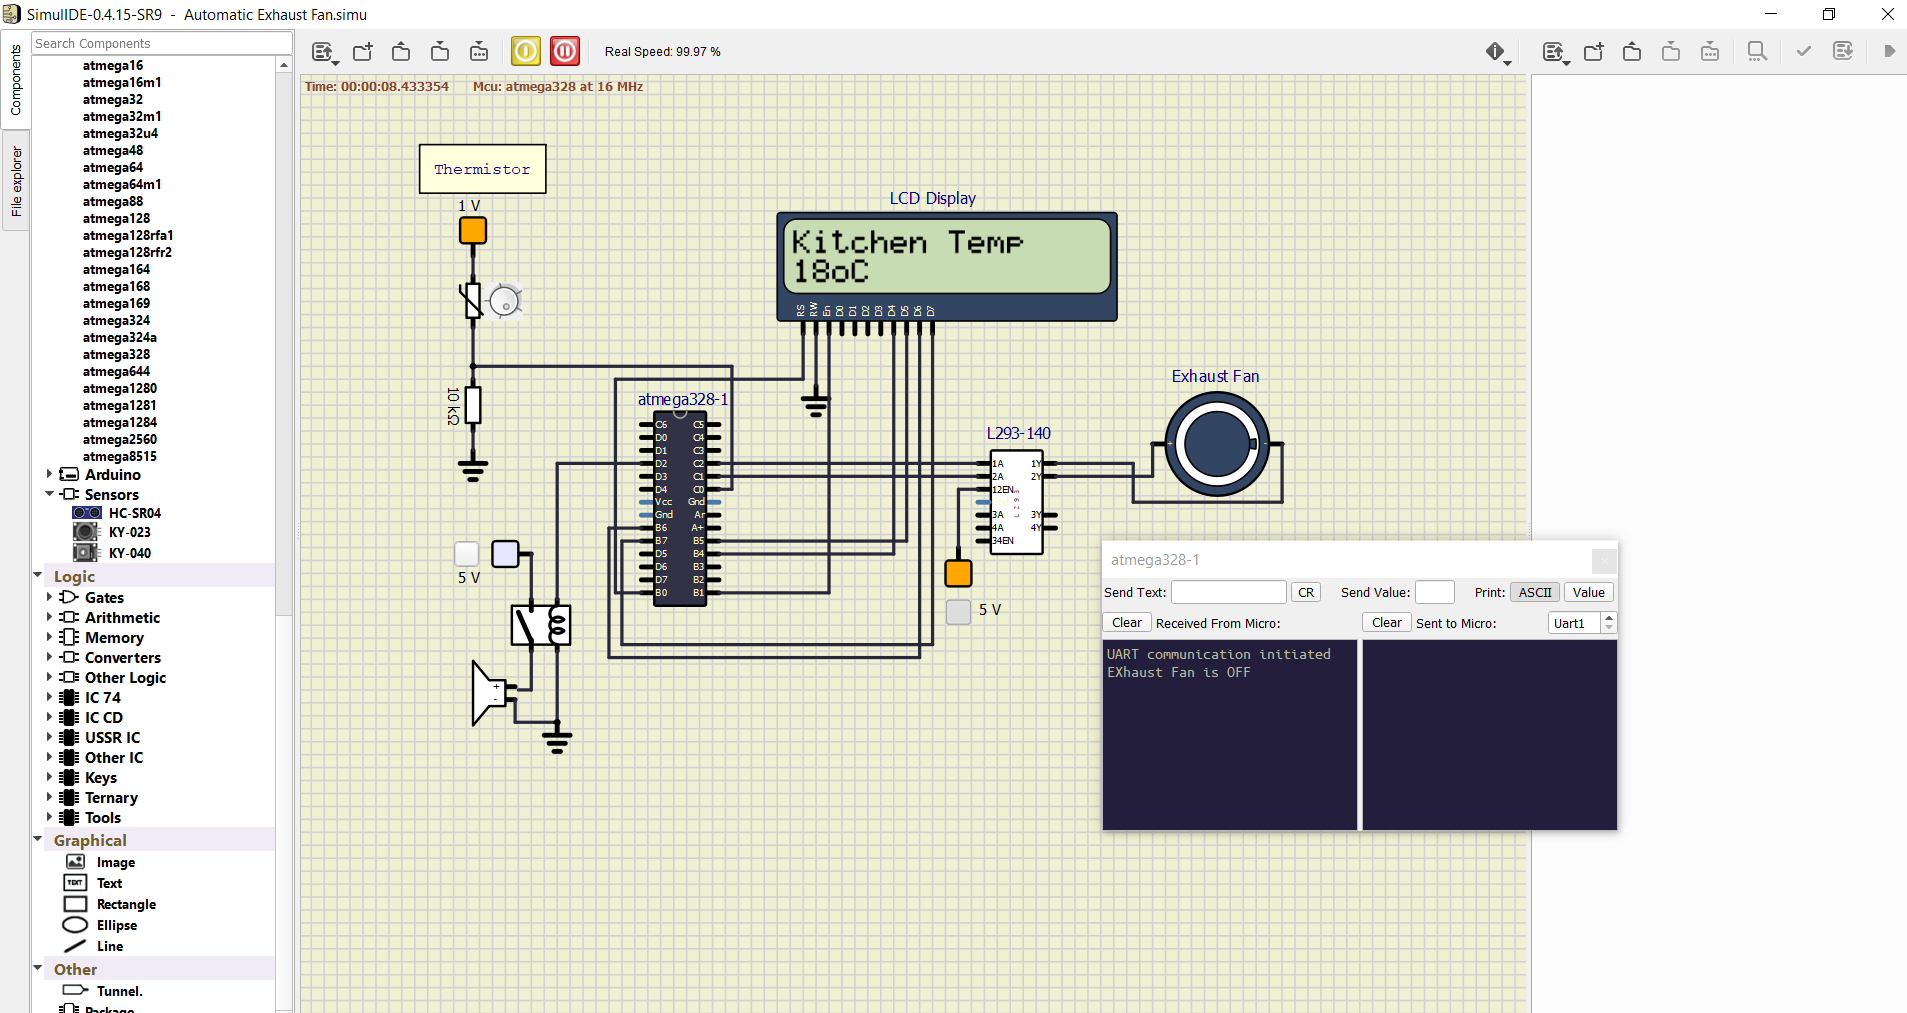 SimulIDE-0.4.15-SR9 - Automatic Exhaust Fan.simu
Components
File explorer
Search Components
atmega16
atmega16m1
atmega32
atmega32m1
atmega32u4
atmega48
atmega64
atmega64m1
atmega88
atmega128
atmega128rfa1
atmega128rfr2
atmega164
atmega168
atmega169
atmega324
atmega324a
atmega328
atmega644
atmega1280
atmega1281
atmega1284
atmega2560
atmega8515
Arduino
Sensors
HC-SR04
KY-023
KY-040
Logic
Gates
Arithmetic
Memory
Converters
Other Logic
IC 74
IC CD
USSR IC
Other IC
Keys
Ternary
Tools
Graphical
Image
TEXT Text
Rectangle
Ellipse
Line
Other
Tunnel.
Package
Real Speed: 99.97 %
Time: 00:00:08.433354 Mcu: atmega328 at 16 MHz
Thermistor
1 V
10 kΩ
LCD Display
Kitchen Temp
18oC
RS RW En D0 D1 D2 D3 D4 D5 D6 D7
atmega328-1
C6 C5
D0 C4
D1 C3
D2 C2
D3 C1
D4 C0
Vcc Gnd
Gnd Ar
B6 A+
B7 B5
D5 B4
D6 B3
D7 B2
B0 B1
5 V
+
-
L293-140
1A 1Y
2A 2Y
12EN
L293
3A 3Y
4A 4Y
34EN
5 V
Exhaust Fan
+ -
atmega328-1
Send Text: CR Send Value: Print: ASCII Value
Clear Received From Micro: Clear Sent to Micro: Uart1
UART communication initiated
EXhaust Fan is OFF